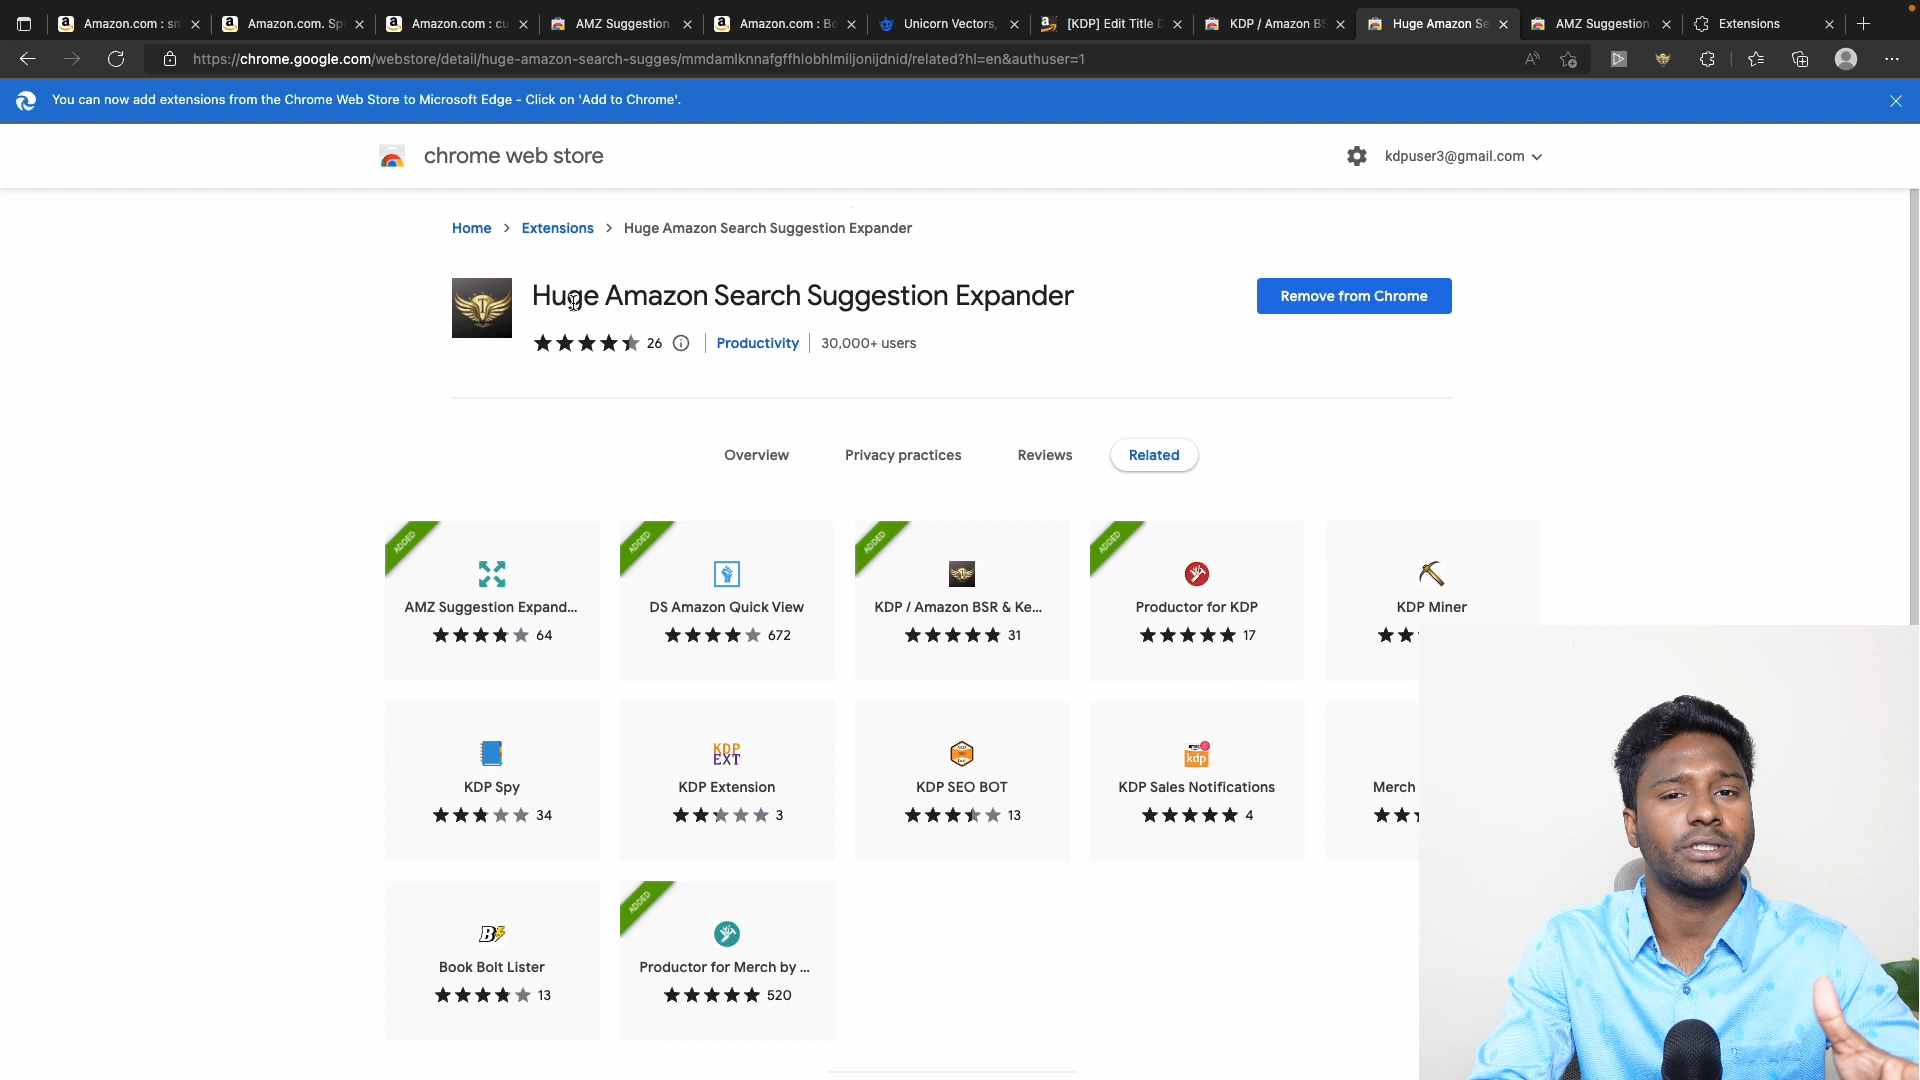 Amazon.com : sm
Amazon.com. Sp
Amazon.com : cu
AMZ Suggestion
Amazon.com : Bo
Unicorn Vectors,
[KDP] Edit Title D
KDP / Amazon BS
Huge Amazon Se
AMZ Suggestion
Extensions
https://chrome.google.com/webstore/detail/huge-amazon-search-sugges/mmdamlknnafgffhlobhlmiljonijdnid/related?hl=en&authuser=1
You can now add extensions from the Chrome Web Store to Microsoft Edge - Click on 'Add to Chrome'.
chrome web store
kdpuser3@gmail.com
Home > Extensions > Huge Amazon Search Suggestion Expander
Huge Amazon Search Suggestion Expander
Remove from Chrome
26
Productivity
30,000+ users
Overview
Privacy practices
Reviews
Related
ADDED
AMZ Suggestion Expand...
64
ADDED
DS Amazon Quick View
672
ADDED
KDP / Amazon BSR & Ke...
31
ADDED
Productor for KDP
17
KDP Miner
KDP Spy
34
KDP
EXT
KDP Extension
3
KDP SEO BOT
13
kdp
KDP Sales Notifications
4
Merch
B
Book Bolt Lister
13
ADDED
Productor for Merch by ...
520